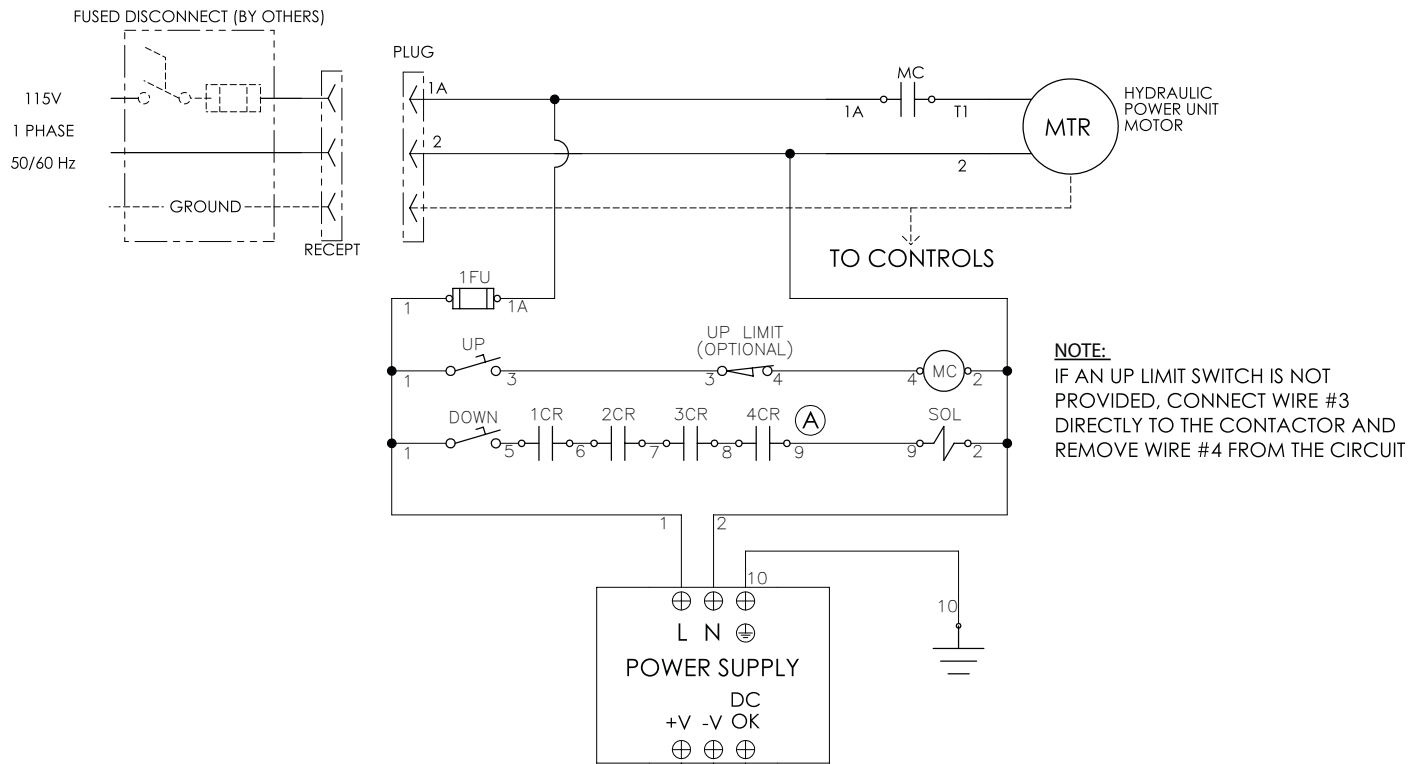 FUSED DISCONNECT (BY OTHERS)
PLUG
115V
1 PHASE
50/60 Hz
GROUND
RECEPT
1A
2
1A
MC
T1
2
MTR
HYDRAULIC
POWER UNIT
MOTOR
TO CONTROLS
1FU
1
1A
UP
UP LIMIT
(OPTIONAL)
1
3
3
4
4
MC
2
DOWN
1CR
2CR
3CR
4CR
A
SOL
1
5
6
7
8
9
9
2
NOTE:
IF AN UP LIMIT SWITCH IS NOT
PROVIDED, CONNECT WIRE #3
DIRECTLY TO THE CONTACTOR AND
REMOVE WIRE #4 FROM THE CIRCUIT
1
2
10
10
L N
POWER SUPPLY
DC
+V -V OK